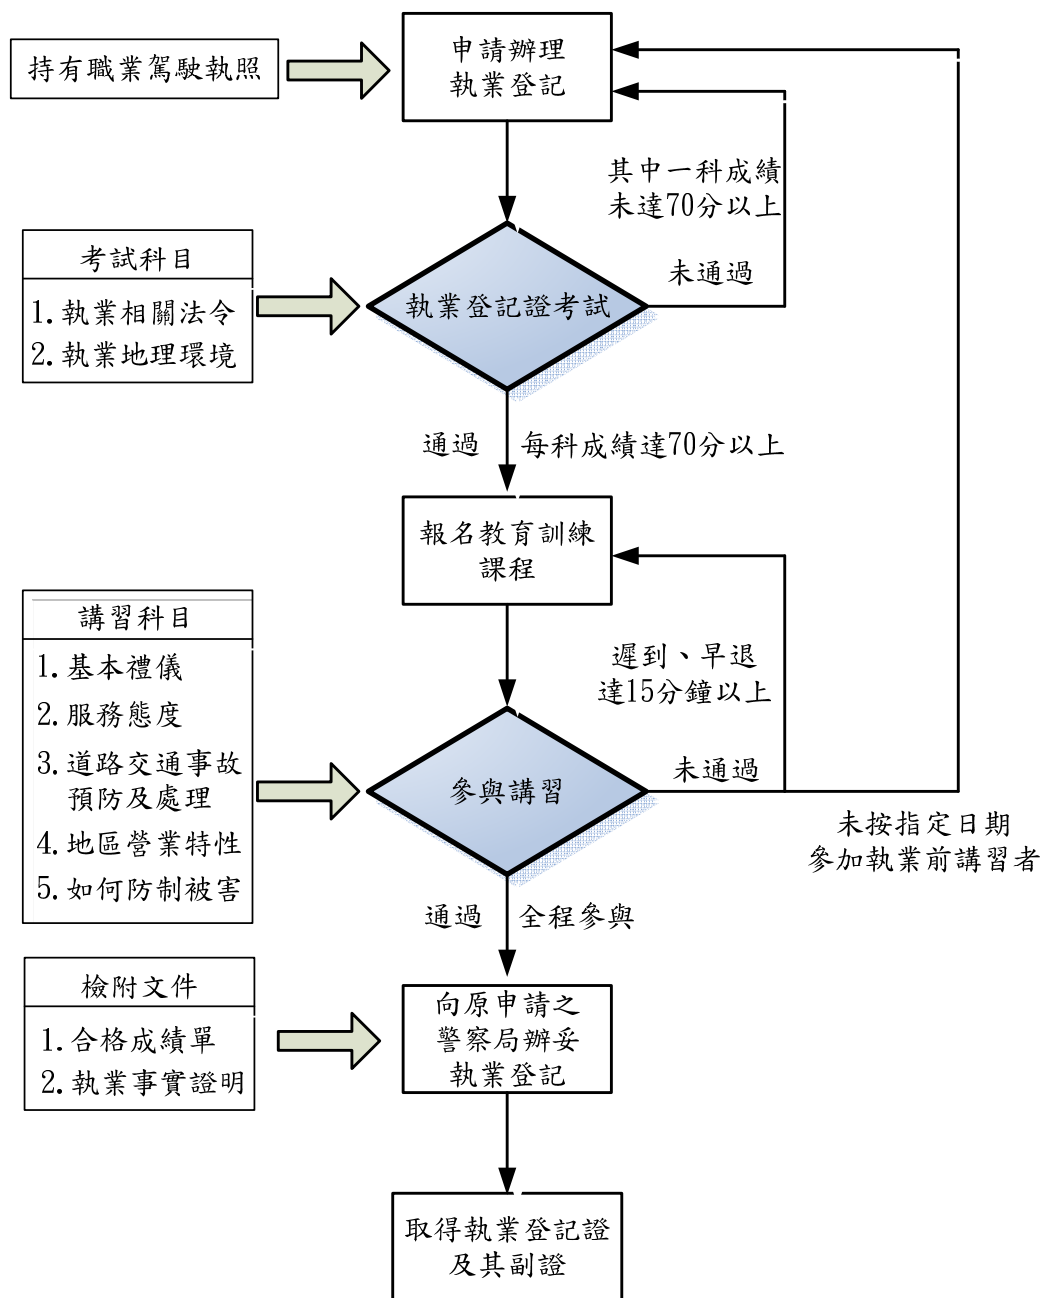 持有職業駕駛執照
申請辦理
執業登記
其中一科成績
未達70分以上
未通過
考試科目
1.執業相關法令
2.執業地理環境
執業登記證考試
通過
每科成績達70分以上
報名教育訓練
課程
遲到、早退
達15分鐘以上
未通過
講習科目
1.基本禮儀
2.服務態度
3.道路交通事故
預防及處理
4.地區營業特性
5.如何防制被害
參與講習
未按指定日期
參加執業前講習者
通過
全程參與
檢附文件
1.合格成績單
2.執業事實證明
向原申請之
警察局辦妥
執業登記
取得執業登記證
及其副證